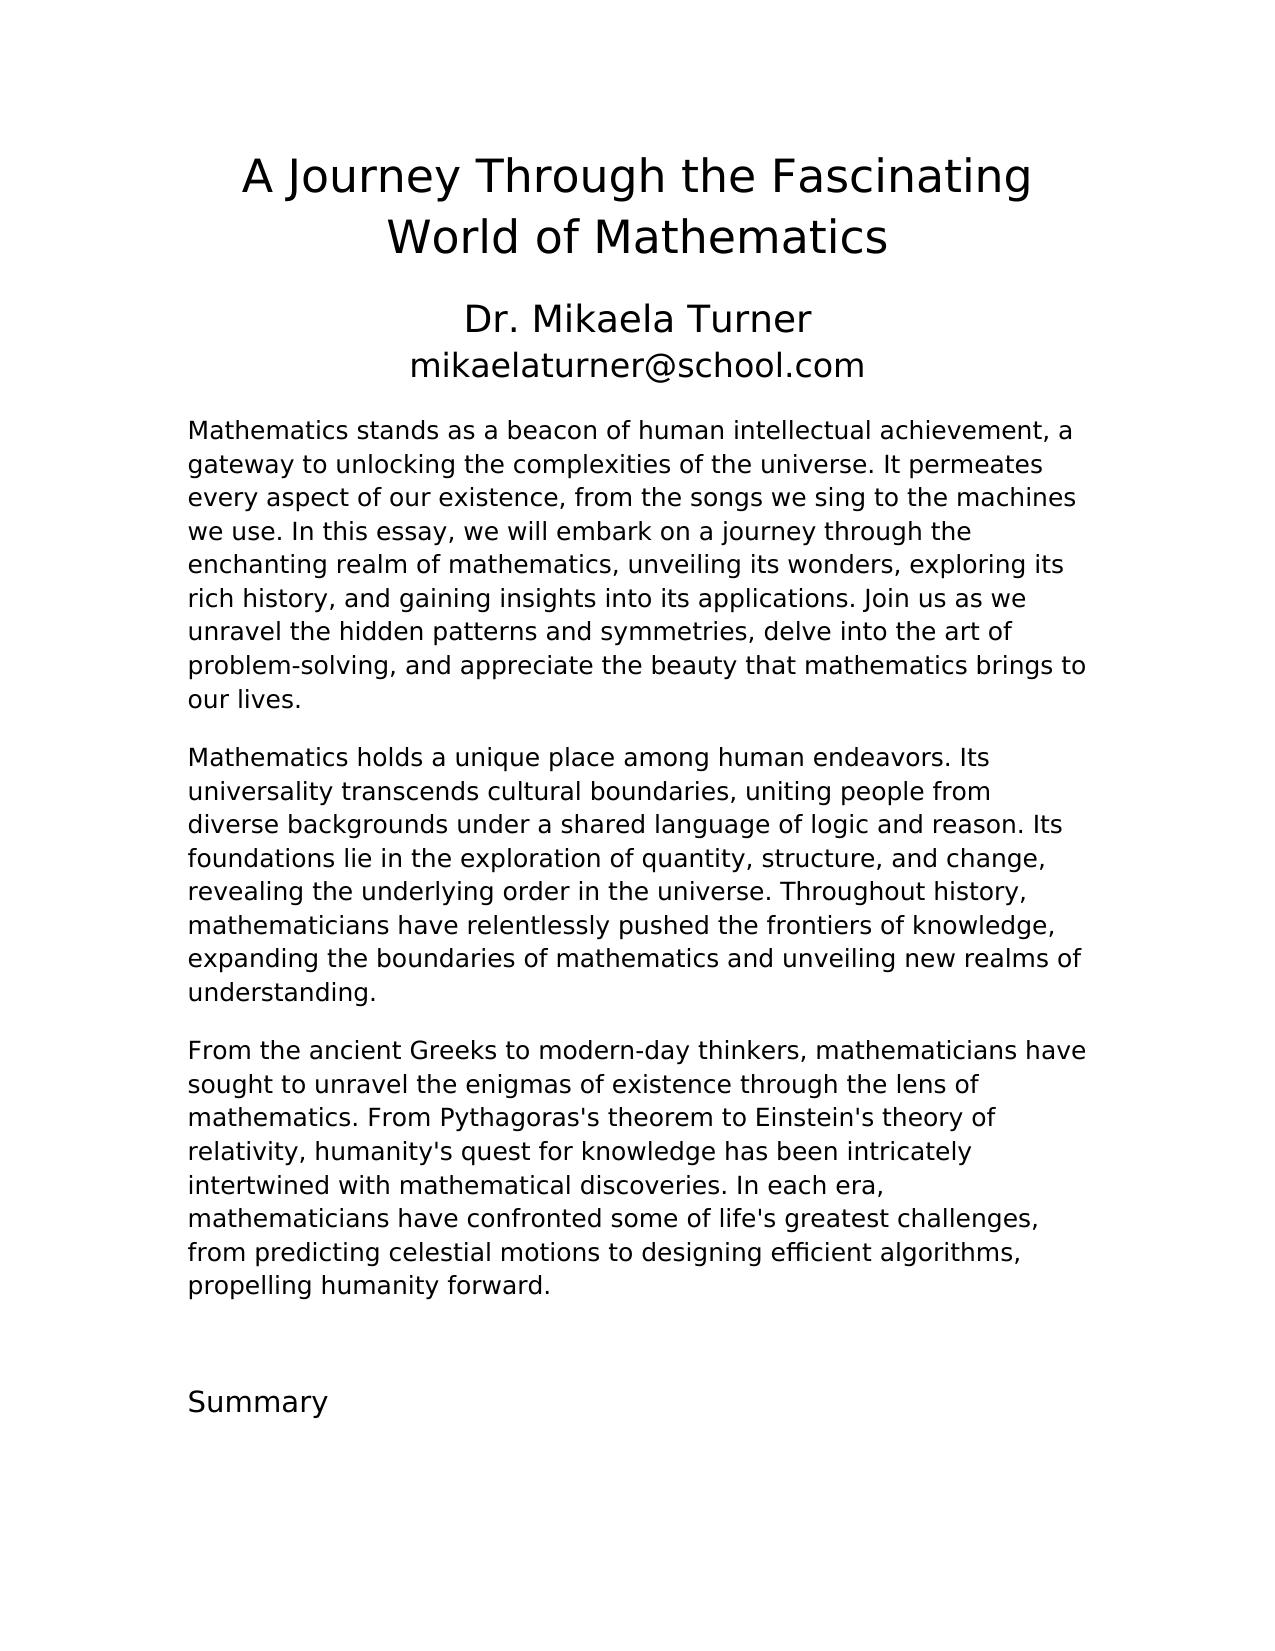 A Journey Through the Fascinating
World of Mathematics
Dr. Mikaela Turner
mikaelaturner@school.com
Mathematics stands as a beacon of human intellectual achievement, a
gateway to unlocking the complexities of the universe. It permeates
every aspect of our existence, from the songs we sing to the machines
we use. In this essay, we will embark on a journey through the
enchanting realm of mathematics, unveiling its wonders, exploring its
rich history, and gaining insights into its applications. Join us as we
unravel the hidden patterns and symmetries, delve into the art of
problem-solving, and appreciate the beauty that mathematics brings to
our lives.
Mathematics holds a unique place among human endeavors. Its
universality transcends cultural boundaries, uniting people from
diverse backgrounds under a shared language of logic and reason. Its
foundations lie in the exploration of quantity, structure, and change,
revealing the underlying order in the universe. Throughout history,
mathematicians have relentlessly pushed the frontiers of knowledge,
expanding the boundaries of mathematics and unveiling new realms of
understanding.
From the ancient Greeks to modern-day thinkers, mathematicians have
sought to unravel the enigmas of existence through the lens of
mathematics. From Pythagoras's theorem to Einstein's theory of
relativity, humanity's quest for knowledge has been intricately
intertwined with mathematical discoveries. In each era,
mathematicians have confronted some of life's greatest challenges,
from predicting celestial motions to designing efficient algorithms,
propelling humanity forward.
Summary